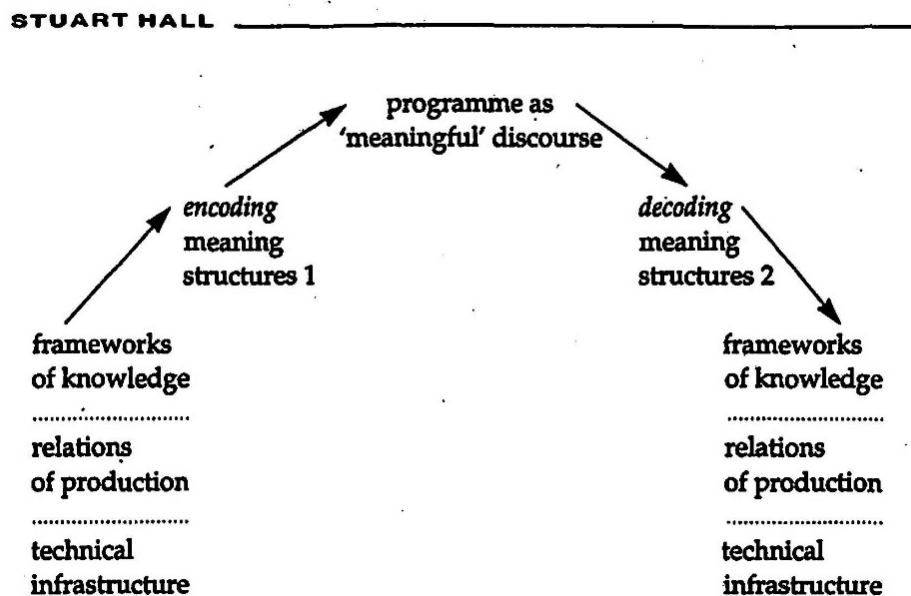 STUART HALL
programme as
'meaningful' discourse
encoding
meaning
structures 1
decoding
meaning
structures 2
frameworks
of knowledge
relations
of production
technical
infrastructure
frameworks
of knowledge
relations
of production
technical
infrastructure